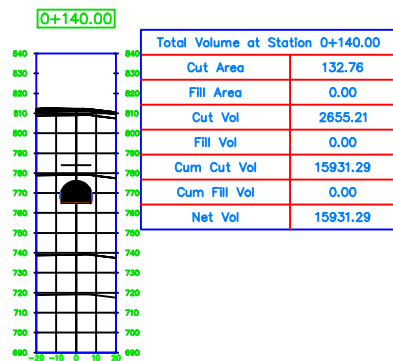 0+140.00
Total Volume at Station 0+140.00
Cut Area 132.76
Fill Area 0.00
Cut Vol 2655.21
Fill Vol 0.00
Cum Cut Vol 15931.29
Cum Fill Vol 0.00
Net Vol 15931.29
840 840
830 830
820 820
810 810
800 800
790 790
780 780
770 770
760 760
750 750
740 740
730 730
720 720
710 710
700 700
690 690
-20 -10 0 10 20